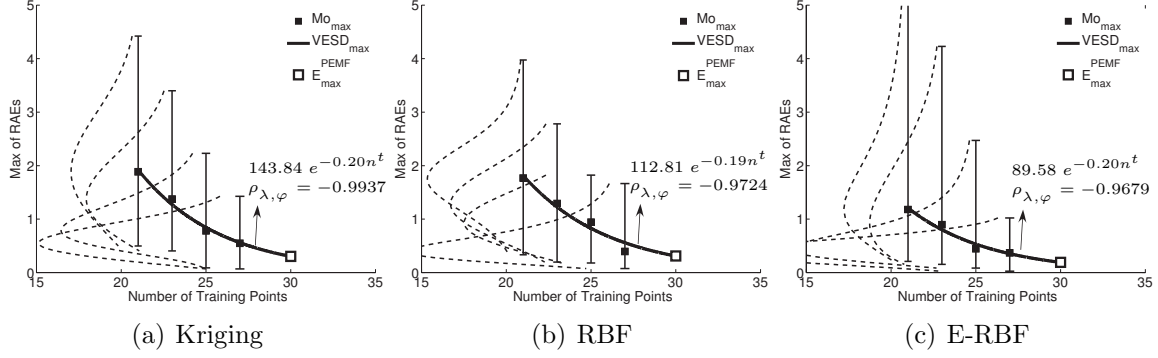 5
4
3
2
1
0
Max of RAEs
15 20 25 30 35
Number of Training Points
Mo_max
VESD_max
E_max^PEMF
143.84 e^{−0.20n^t}
ρ_{λ,φ} = −0.9937
(a) Kriging
5
4
3
2
1
0
Max of RAEs
15 20 25 30 35
Number of Training Points
Mo_max
VESD_max
E_max^PEMF
112.81 e^{−0.19n^t}
ρ_{λ,φ} = −0.9724
(b) RBF
5
4
3
2
1
0
Max of RAEs
15 20 25 30 35
Number of Training Points
Mo_max
VESD_max
E_max^PEMF
89.58 e^{−0.20n^t}
ρ_{λ,φ} = −0.9679
(c) E-RBF